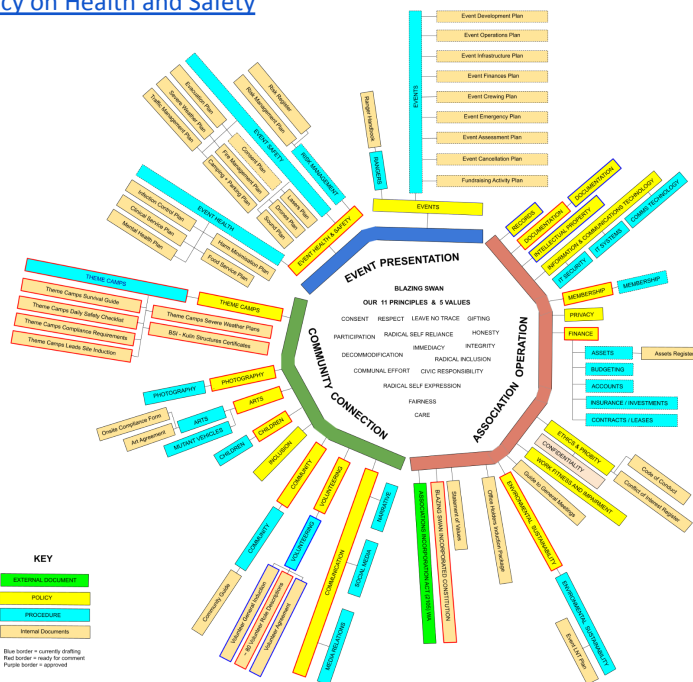 cy on Health and Safety
Event Development Plan
Event Operations Plan
Event Infrastructure Plan
Event Finances Plan
Event Crewing Plan
Event Emergency Plan
Event Assessment Plan
Event Cancellation Plan
Fundraising Activity Plan
EVENTS
EVENTS
RANGERS
Ranger Handbook
Risk Register
Risk Management Plan
RISK MANAGEMENT
EVENT HEALTH & SAFETY
EVENT SAFETY
Evacuation Plan
Severe Weather Plan
Traffic Management Plan
Consent Plan
Fire Management Plan
Camping + Parking Plan
Lasers Plan
Drones Plan
Sound Plan
EVENT HEALTH
Infection Control Plan
Clinical Service Plan
Mental Health Plan
Harm Minimisation Plan
Food Service Plan
THEME CAMPS
THEME CAMPS
Theme Camps Survival Guide
Theme Camps Daily Safety Checklist
Theme Camps Compliance Requirements
Theme Camps Leads Site Induction
Theme Camps Severe Weather Plans
BSI - Kulin Structures Certificates
PHOTOGRAPHY
PHOTOGRAPHY
ARTS
ARTS
MUTANT VEHICLES
Onsite Compliance Form
Art Agreement
CHILDREN
CHILDREN
INCLUSION
COMMUNITY
COMMUNITY
Community Guide
VOLUNTEERING
VOLUNTEERING
Volunteer General Induction
~ 80 Volunteer Role Descriptions
Volunteer Agreement
COMMUNICATION
NARRATIVE
SOCIAL MEDIA
MEDIA RELATIONS
EVENT PRESENTATION
COMMUNITY CONNECTION
ASSOCIATION OPERATION
BLAZING SWAN
OUR 11 PRINCIPLES & 5 VALUES
CONSENT RESPECT LEAVE NO TRACE GIFTING
PARTICIPATION RADICAL SELF RELIANCE HONESTY
IMMEDIACY INTEGRITY
DECOMMODIFICATION RADICAL INCLUSION
COMMUNAL EFFORT CIVIC RESPONSIBILITY
RADICAL SELF EXPRESSION
FAIRNESS
CARE
RECORDS
DOCUMENTATION
DOCUMENTATION
INTELLECTUAL PROPERTY
INFORMATION & COMMUNICATIONS TECHNOLOGY
IT SECURITY
IT SYSTEMS
COMMS TECHNOLOGY
MEMBERSHIP
MEMBERSHIP
PRIVACY
FINANCE
ASSETS
Assets Register
BUDGETING
ACCOUNTS
INSURANCE / INVESTMENTS
CONTRACTS / LEASES
ETHICS & PROBITY
CONFIDENTIALITY
WORK FITNESS AND IMPAIRMENT
Code of Conduct
Conflict of Interest Register
Guide to General Meetings
ENVIRONMENTAL SUSTAINABILITY
ENVIRONMENTAL SUSTAINABILITY
Event LNT Plan
Office Holders Induction Package
Statement of Values
BLAZING SWAN INCORPORATED CONSTITUTION
ASSOCIATIONS INCORPORATION ACT (2105) WA
KEY
EXTERNAL DOCUMENT
POLICY
PROCEDURE
Internal Documents
Blue border = currently drafting
Red border = ready for comment
Purple border = approved